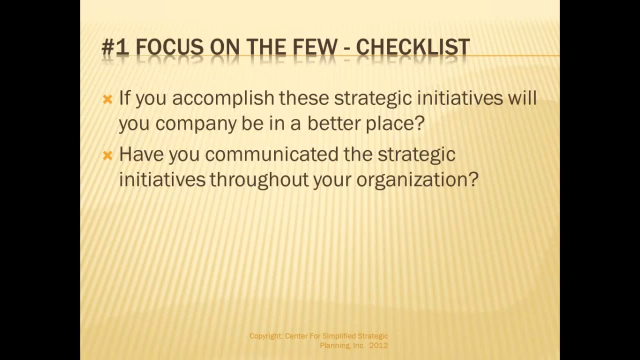 #1 FOCUS ON THE FEW - CHECKLIST
If you accomplish these strategic initiatives will
you company be in a better place?
Have you communicated the strategic
initiatives throughout your organization?
Copyright; Center For Simplified Strategic
Planning, Inc. 2012